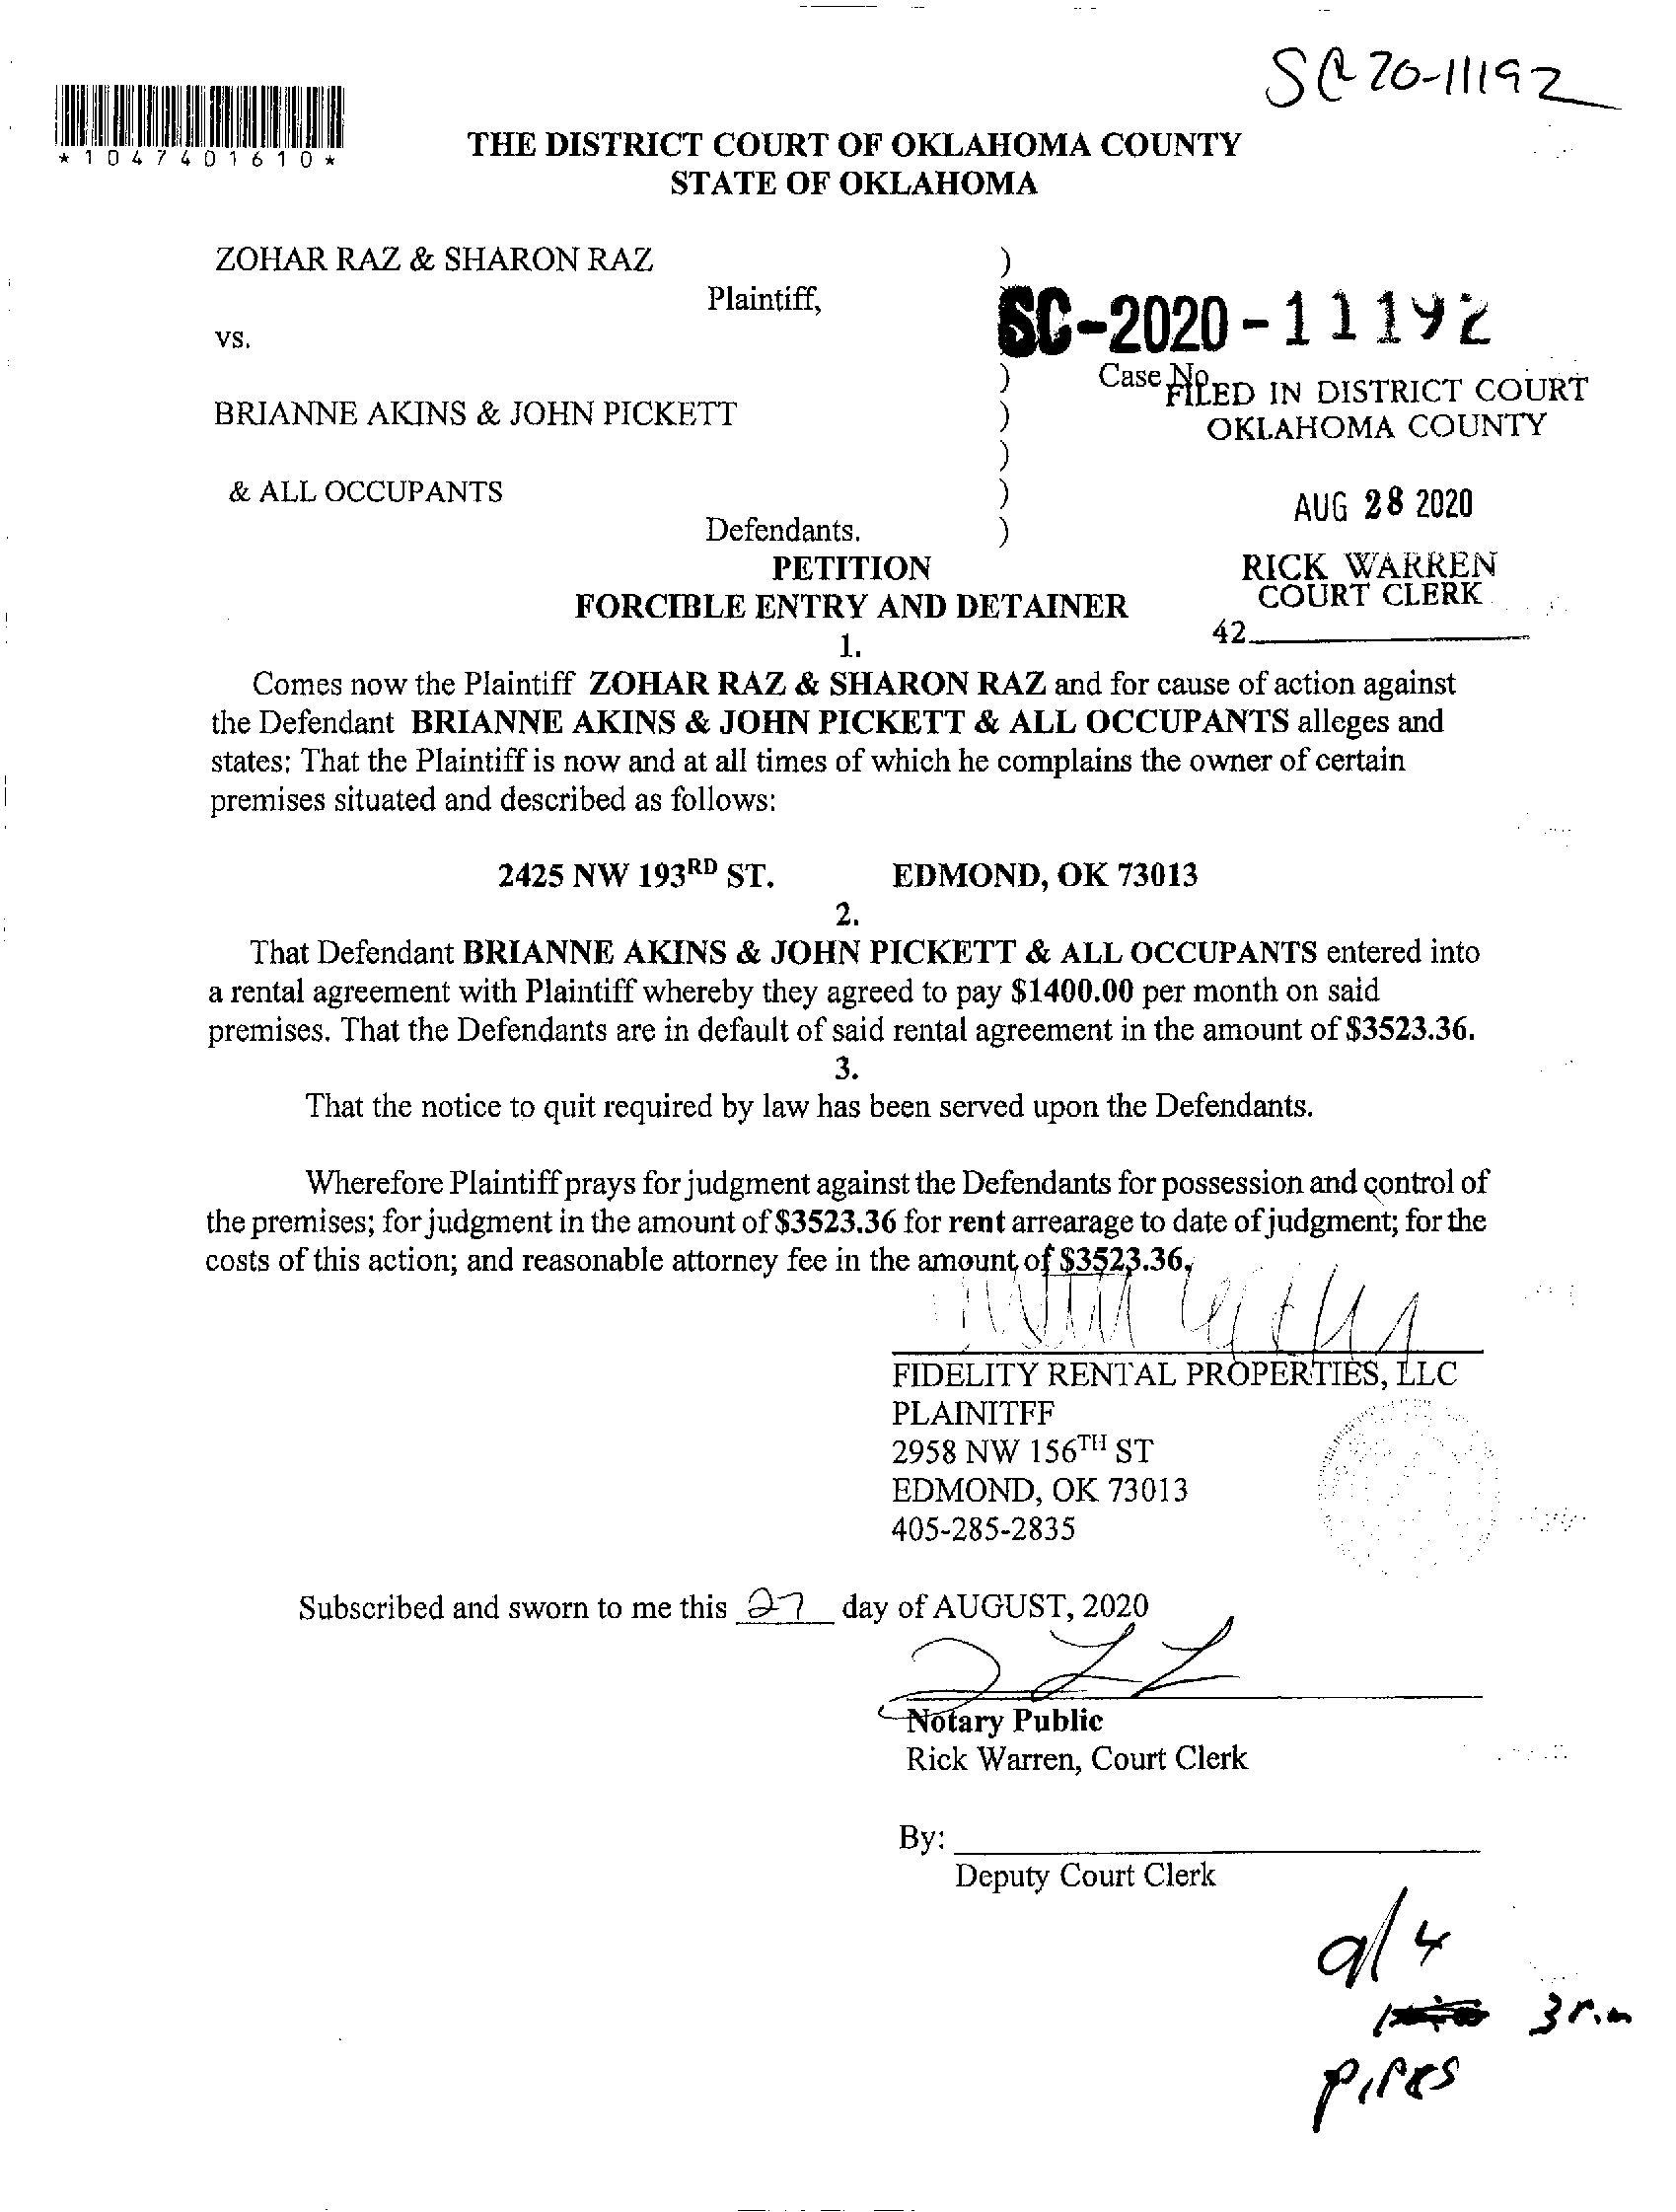 SC 20-11192
*1047401610*
THE DISTRICT COURT OF OKLAHOMA COUNTY
STATE OF OKLAHOMA
ZOHAR RAZ & SHARON RAZ )
Plaintiff,
SC-2020-11192
vs.
) Case No.
FILED IN DISTRICT COURT
BRIANNE AKINS & JOHN PICKETT )
OKLAHOMA COUNTY
)
& ALL OCCUPANTS )
AUG 28 2020
Defendants. )
PETITION
RICK WARREN
COURT CLERK
FORCIBLE ENTRY AND DETAINER
42
1.
Comes now the Plaintiff ZOHAR RAZ & SHARON RAZ and for cause of action against
the Defendant BRIANNE AKINS & JOHN PICKETT & ALL OCCUPANTS alleges and
states: That the Plaintiff is now and at all times of which he complains the owner of certain
premises situated and described as follows:
2425 NW 193RD ST. EDMOND, OK 73013
2.
That Defendant BRIANNE AKINS & JOHN PICKETT & ALL OCCUPANTS entered into
a rental agreement with Plaintiff whereby they agreed to pay $1400.00 per month on said
premises. That the Defendants are in default of said rental agreement in the amount of $3523.36.
3.
That the notice to quit required by law has been served upon the Defendants.
Wherefore Plaintiff prays for judgment against the Defendants for possession and control of
the premises; for judgment in the amount of $3523.36 for rent arrearage to date of judgment; for the
costs of this action; and reasonable attorney fee in the amount of $3523.36.
FIDELITY RENTAL PROPERTIES, LLC
PLAINITFF
2958 NW 156TH ST
EDMOND, OK 73013
405-285-2835
Subscribed and sworn to me this 27 day of AUGUST, 2020
Notary Public
Rick Warren, Court Clerk
By:
Deputy Court Clerk
9/4